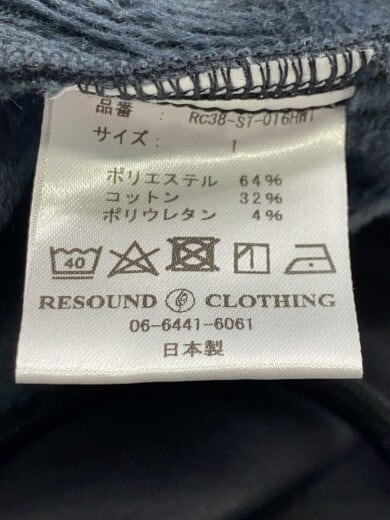 品番 : RC38-ST-016HM1
サイズ : 1
ポリエステル 64%
コットン 32%
ポリウレタン 4%
40
RESOUND CLOTHING
06-6441-6061
日本製